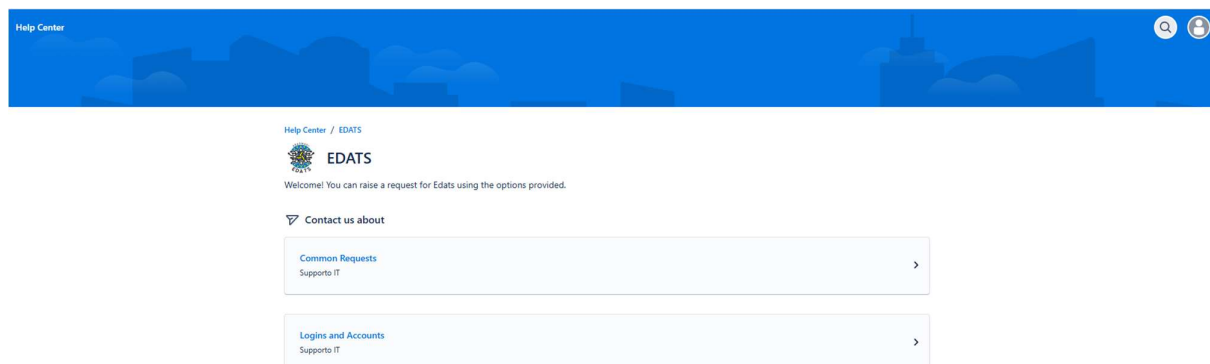 Help Center
Help Center / EDATS
EDATS
EDATS
Welcome! You can raise a request for Edats using the options provided.
Contact us about
Common Requests
Supporto IT
Logins and Accounts
Supporto IT